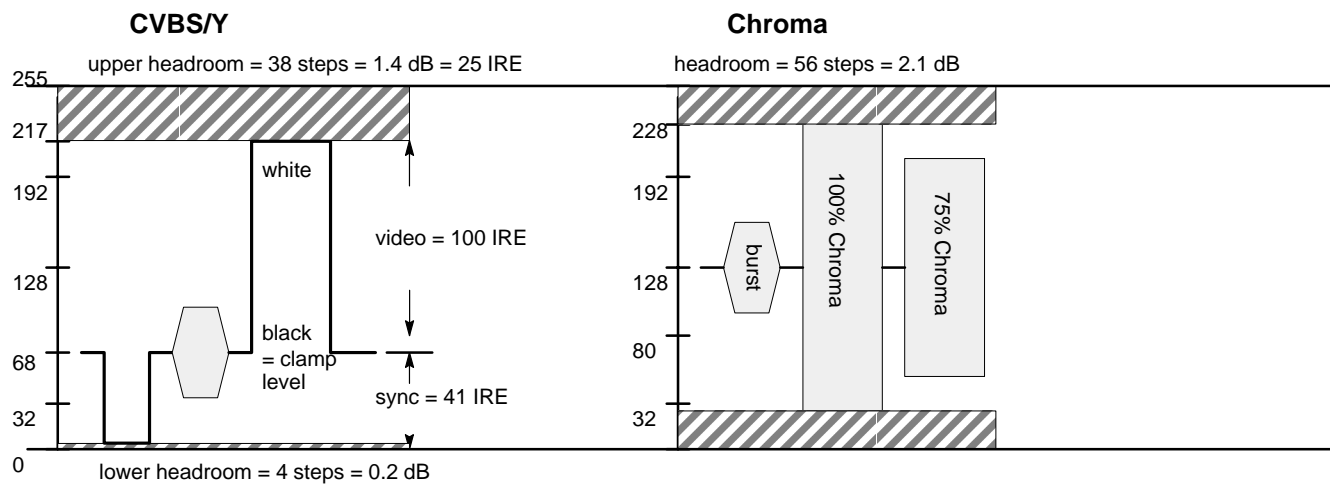 CVBS/Y
upper headroom = 38 steps = 1.4 dB = 25 IRE
255
217
192
128
68
32
0
white
video = 100 IRE
black
= clamp
level
sync = 41 IRE
lower headroom = 4 steps = 0.2 dB
Chroma
headroom = 56 steps = 2.1 dB
228
192
128
80
32
burst
100% Chroma
75% Chroma